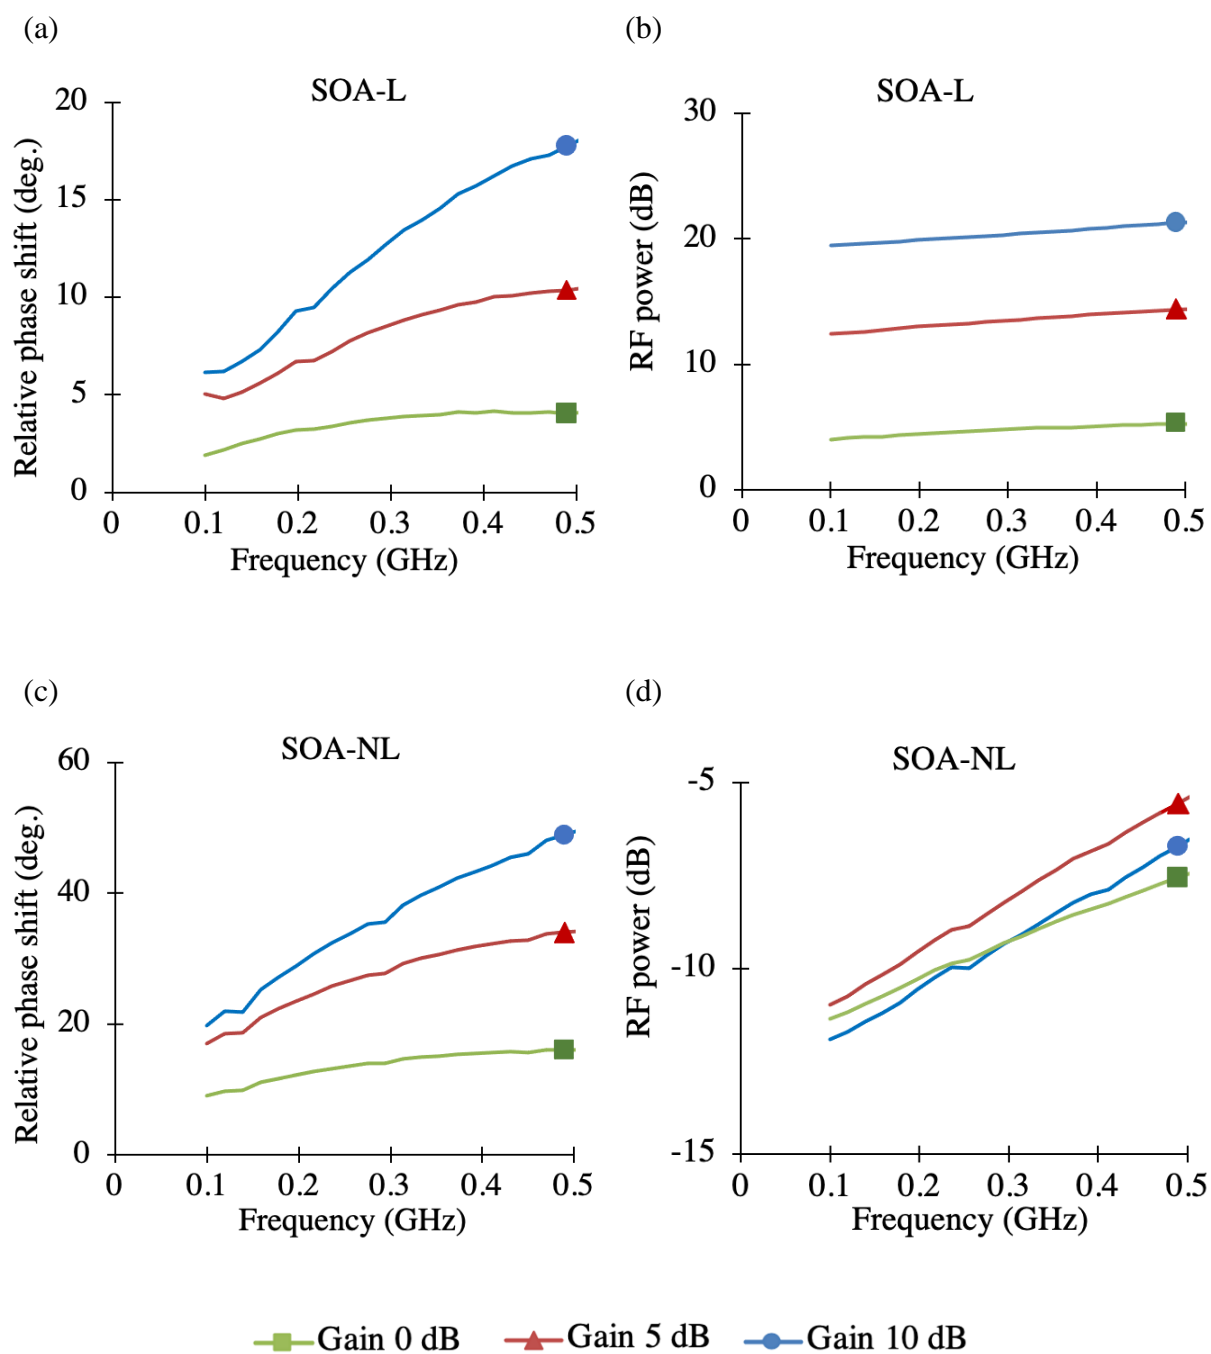 (a)
SOA-L
Relative phase shift (deg.)
20
15
10
5
0
0 0.1 0.2 0.3 0.4 0.5
Frequency (GHz)
(b)
SOA-L
RF power (dB)
30
20
10
0
0 0.1 0.2 0.3 0.4 0.5
Frequency (GHz)
(c)
SOA-NL
Relative phase shift (deg.)
60
40
20
0
0 0.1 0.2 0.3 0.4 0.5
Frequency (GHz)
(d)
SOA-NL
RF power (dB)
-5
-10
-15
0 0.1 0.2 0.3 0.4 0.5
Frequency (GHz)
Gain 0 dB Gain 5 dB Gain 10 dB